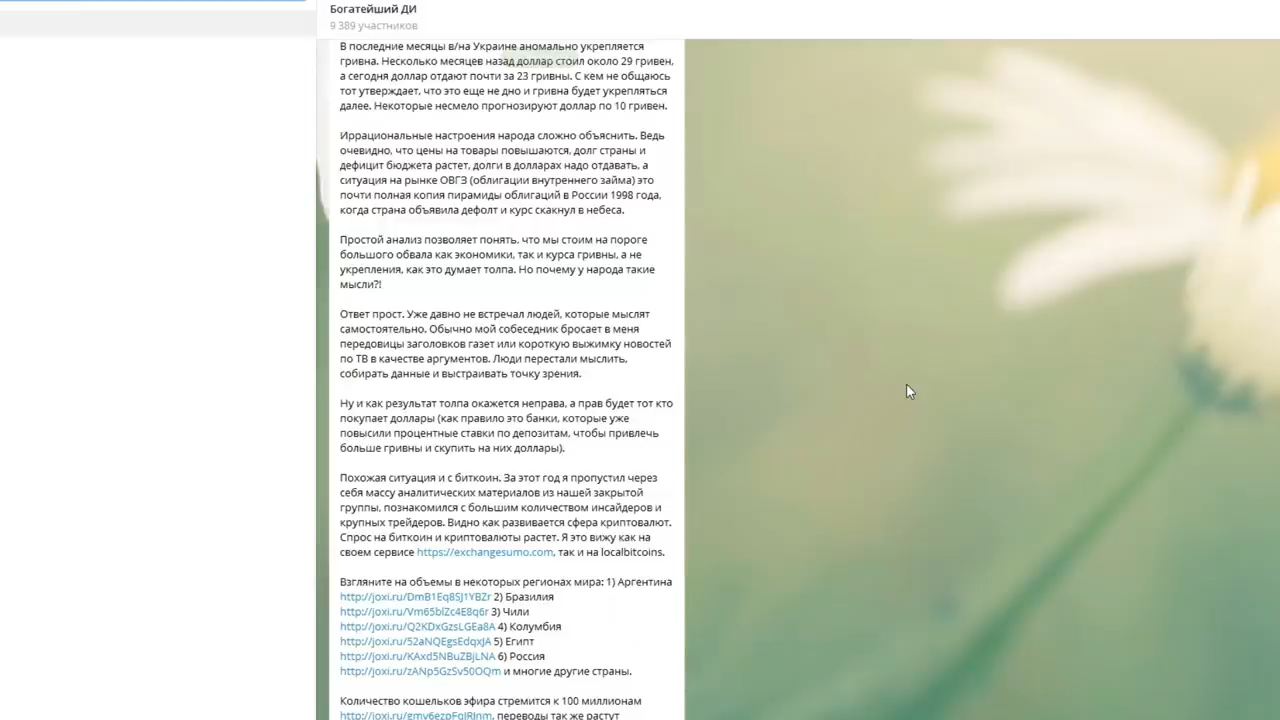 Богатейший ДИ
9 389 участников
В последние месяцы в/на Украине аномально укрепляется
гривна. Несколько месяцев назад доллар стоил около 29 гривен,
а сегодня доллар отдают почти за 23 гривны. С кем не общаюсь
тот утверждает, что это еще не дно и гривна будет укрепляться
далее. Некоторые несмело прогнозируют доллар по 10 гривен.
Иррациональные настроения народа сложно объяснить. Ведь
очевидно, что цены на товары повышаются, долг страны и
дефицит бюджета растет, долги в долларах надо отдавать, а
ситуация на рынке ОВГЗ (облигации внутреннего займа) это
почти полная копия пирамиды облигаций в России 1998 года,
когда страна объявила дефолт и курс скакнул в небеса.
Простой анализ позволяет понять, что мы стоим на пороге
большого обвала как экономики, так и курса гривны, а не
укрепления, как это думает толпа. Но почему у народа такие
мысли?!
Ответ прост. Уже давно не встречал людей, которые мыслят
самостоятельно. Обычно мой собеседник бросает в меня
передовицы заголовков газет или короткую выжимку новостей
по ТВ в качестве аргументов. Люди перестали мыслить,
собирать данные и выстраивать точку зрения.
Ну и как результат толпа окажется неправа, а прав будет тот кто
покупает доллары (как правило это банки, которые уже
повысили процентные ставки по депозитам, чтобы привлечь
больше гривны и скупить на них доллары).
Похожая ситуация и с биткоин. За этот год я пропустил через
себя массу аналитических материалов из нашей закрытой
группы, познакомился с большим количеством инсайдеров и
крупных трейдеров. Видно как развивается сфера криптовалют.
Спрос на биткоин и криптовалюты растет. Я это вижу как на
своем сервисе https://exchangesumo.com, так и на localbitcoins.
Взгляните на объемы в некоторых регионах мира: 1) Аргентина
http://joxi.ru/DmB1Eq8SJ1YBZr 2) Бразилия
http://joxi.ru/Vm65blZc4E8q6r 3) Чили
http://joxi.ru/Q2KDxGzsLGEa8A 4) Колумбия
http://joxi.ru/52aNQEgsEdqxJA 5) Египт
http://joxi.ru/KAxd5NBuZBjLNA 6) Россия
http://joxi.ru/zANp5GzSv50OQm и многие другие страны.
Количество кошельков эфира стремится к 100 миллионам
http://joxi.ru/gmv6ezpFqJRJnm, переводы так же растут